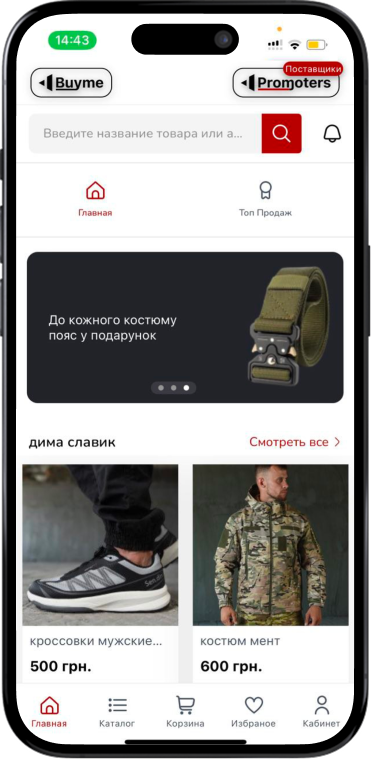 14:43
Поставщики
Buyme
Promoters
Введите название товара или а...
Главная
Топ Продаж
До кожного костюму
пояс у подарунок
дима славик
Смотреть все
кроссовки мужские...
костюм мент
500 грн.
600 грн.
Главная
Каталог
Корзина
Избраное
Кабинет